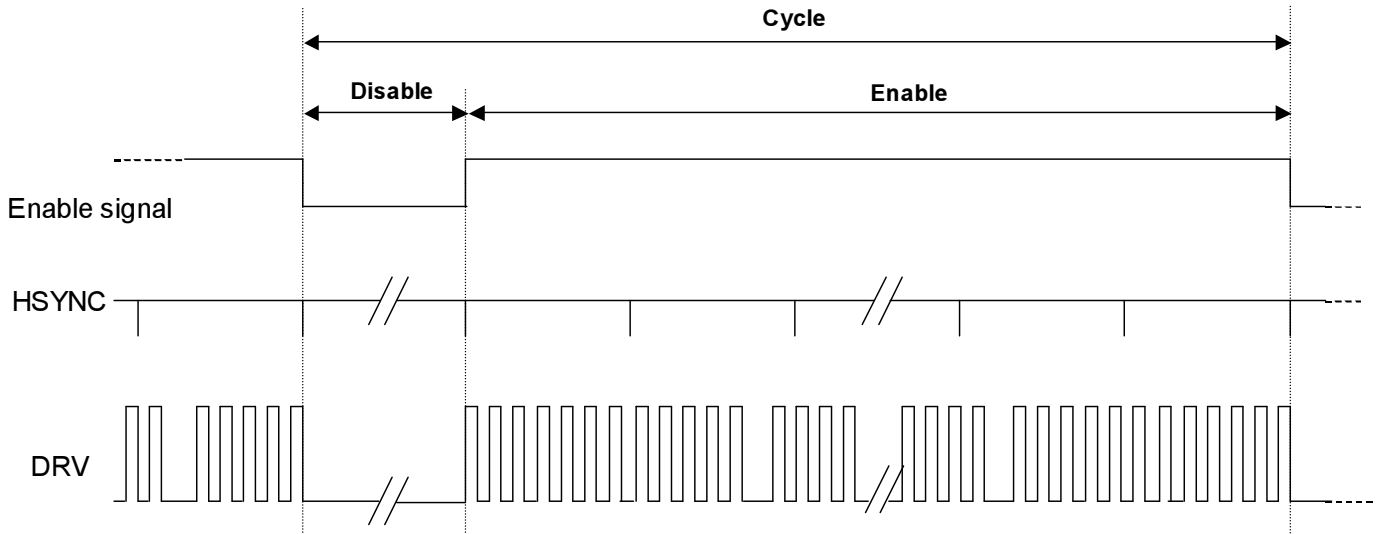 Cycle
Disable
Enable
Enable signal
HSYNC
DRV